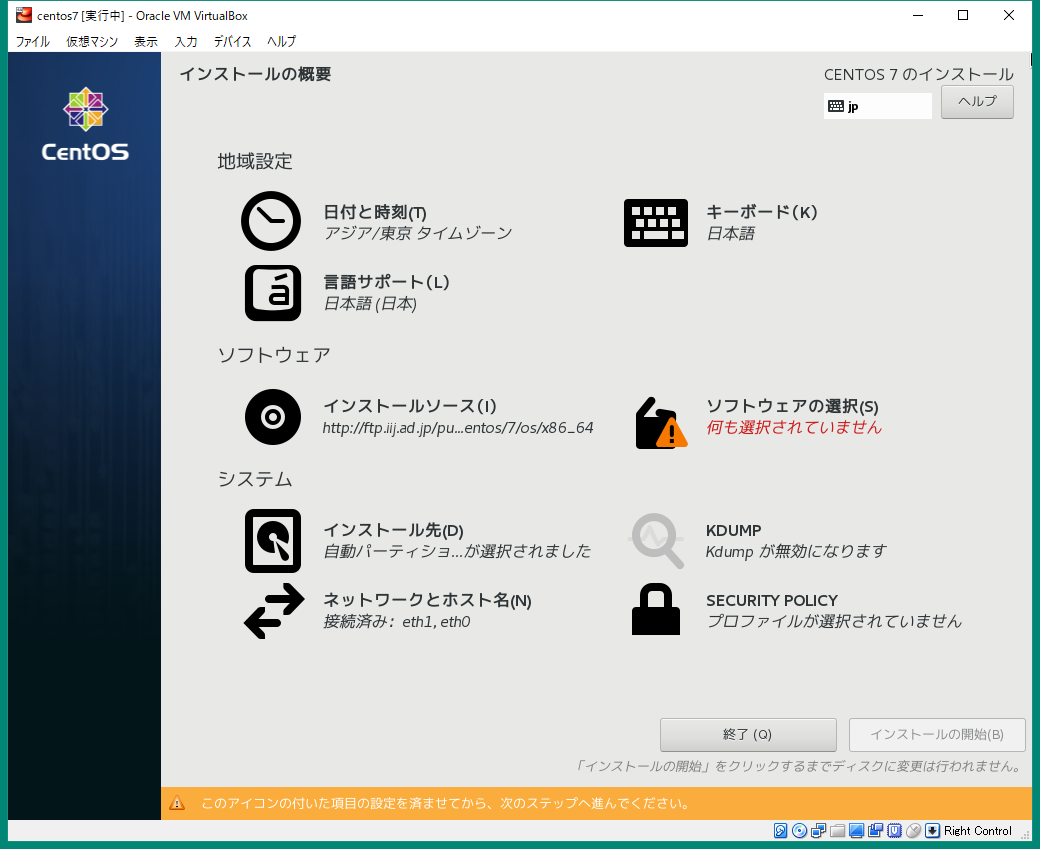 centos7 [実行中] - Oracle VM VirtualBox
ファイル 仮想マシン 表示 入力 デバイス ヘルプ
インストールの概要
CENTOS 7 のインストール
jp
ヘルプ
CentOS
地域設定
日付と時刻(T)
アジア/東京 タイムゾーン
キーボード(K)
日本語
言語サポート(L)
日本語 (日本)
ソフトウェア
インストールソース(I)
http://ftp.iij.ad.jp/pu...entos/7/os/x86_64
ソフトウェアの選択(S)
何も選択されていません
システム
インストール先(D)
自動パーティショ...が選択されました
KDUMP
Kdump が無効になります
ネットワークとホスト名(N)
接続済み: eth1, eth0
SECURITY POLICY
プロファイルが選択されていません
終了 (Q)
インストールの開始(B)
「インストールの開始」をクリックするまでディスクに変更は行われません。
このアイコンの付いた項目の設定を済ませてから、次のステップへ進んでください。
Right Control